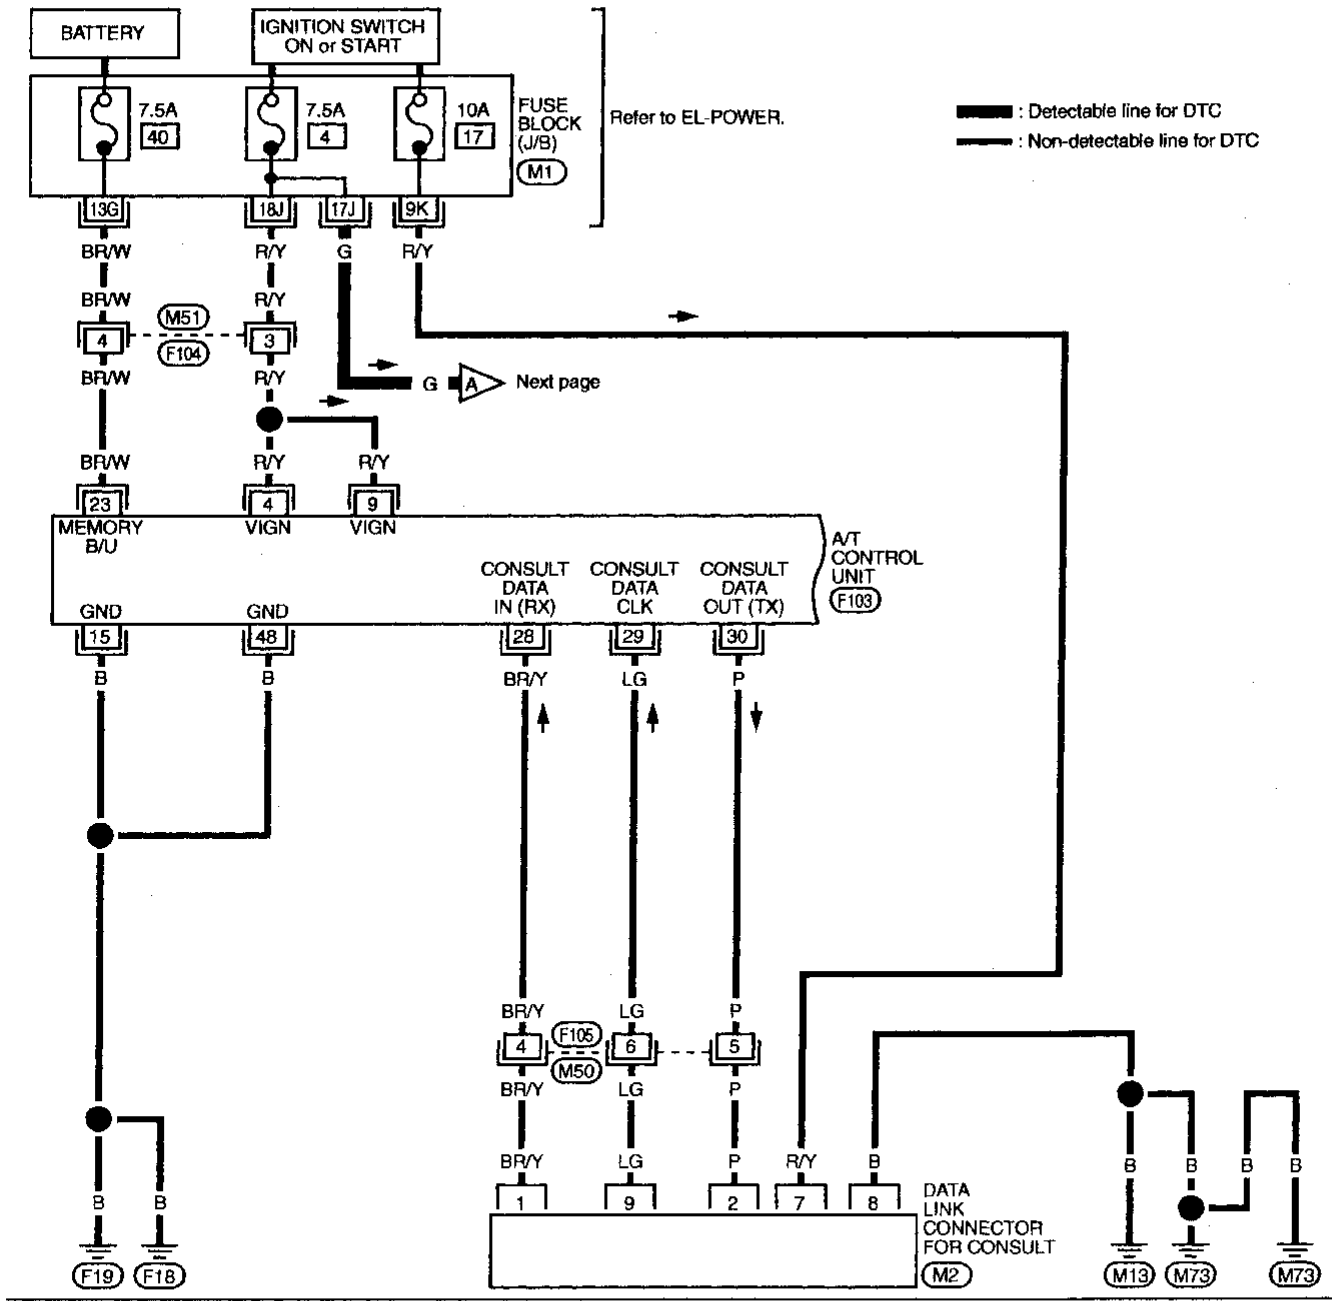 BATTERY
IGNITION SWITCH
ON or START
7.5A
40
7.5A
4
10A
17
FUSE
BLOCK
(J/B)
M1
Refer to EL-POWER.
: Detectable line for DTC
: Non-detectable line for DTC
13G
18J
17J
9K
BR/W
R/Y
G
R/Y
BR/W
R/Y
4
M51
F104
3
BR/W
R/Y
G
A
Next page
BR/W
R/Y
R/Y
23
4
9
MEMORY
B/U
VIGN
VIGN
A/T
CONTROL
UNIT
F103
CONSULT
DATA
IN (RX)
CONSULT
DATA
CLK
CONSULT
DATA
OUT (TX)
GND
GND
15
48
28
29
30
B
B
BR/Y
LG
P
BR/Y
LG
P
4
F105
M50
6
5
BR/Y
LG
P
BR/Y
LG
P
R/Y
B
B
B
B
B
1
9
2
7
8
DATA
LINK
CONNECTOR
FOR CONSULT
M2
B
B
F19
F18
M13
M73
M73